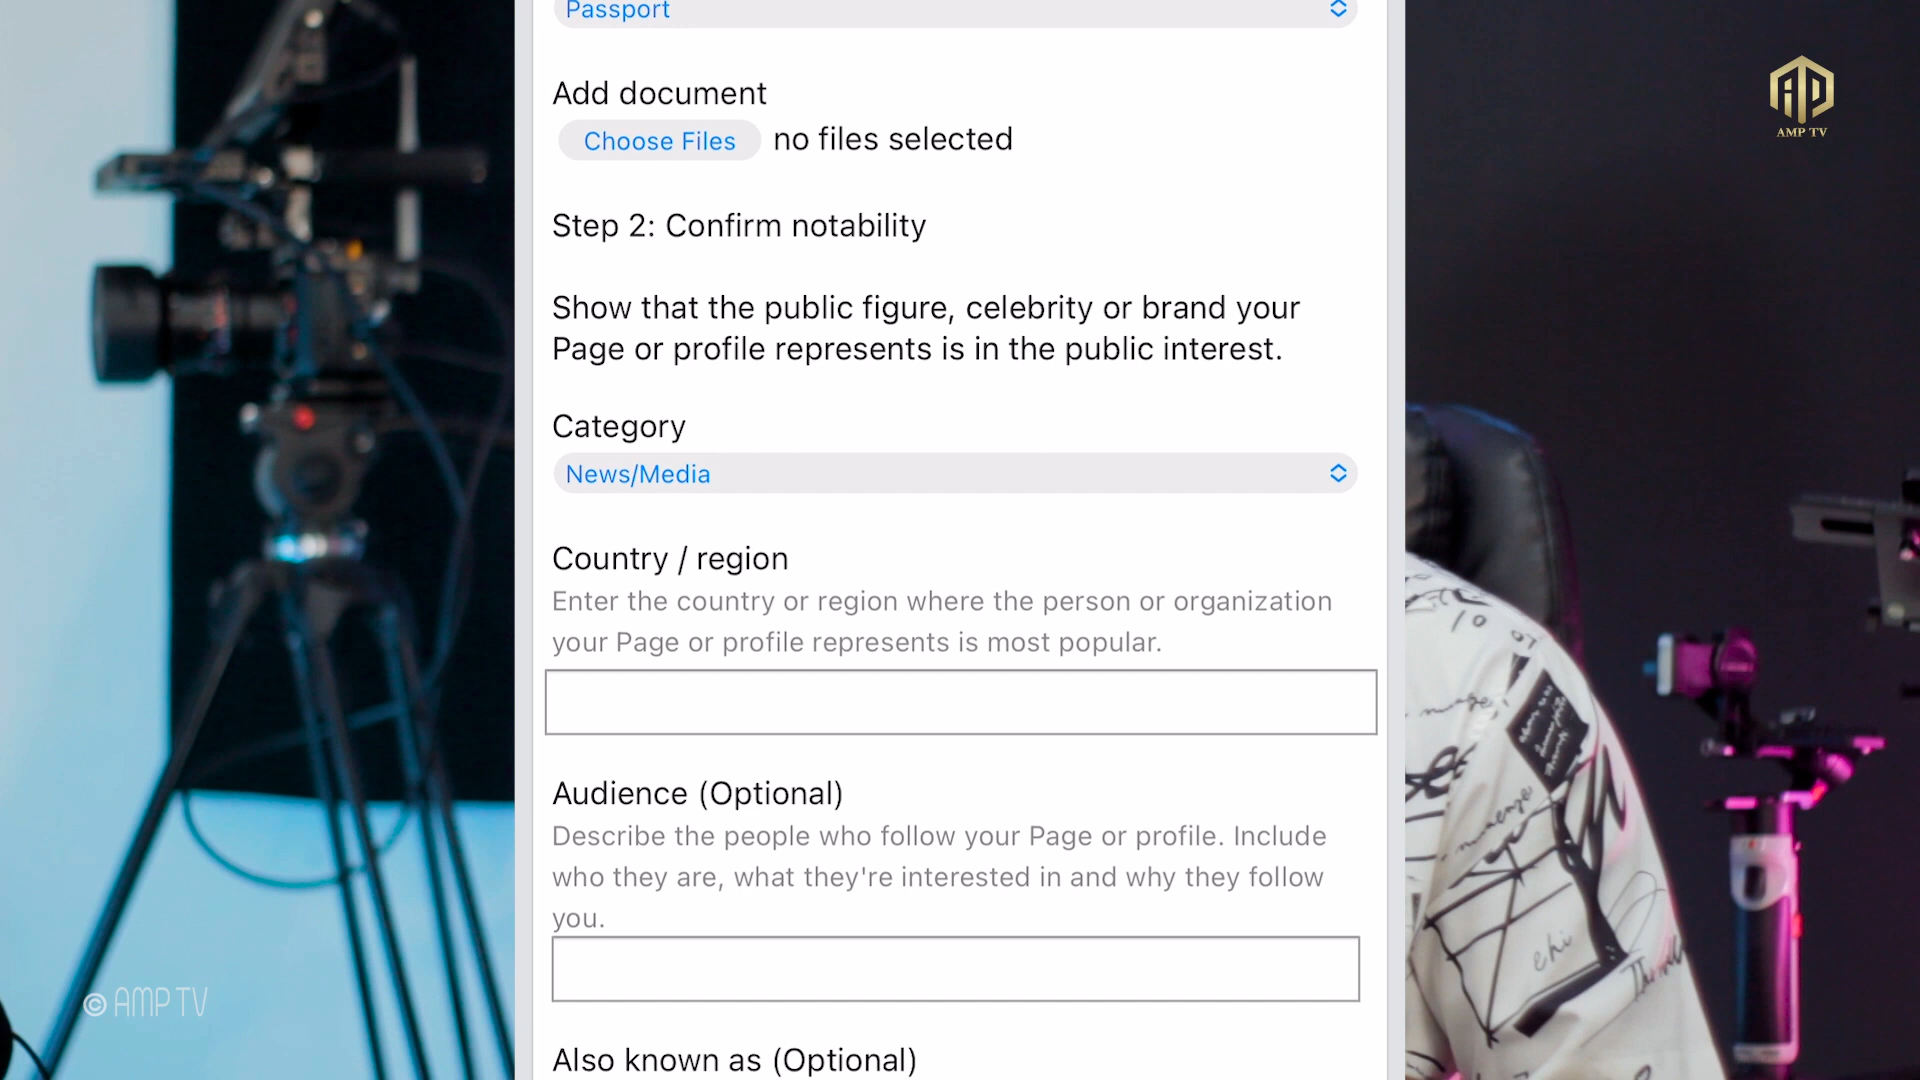 Passport
Add document
Choose Files no files selected
Step 2: Confirm notability
Show that the public figure, celebrity or brand your
Page or profile represents is in the public interest.
Category
News/Media
Country / region
Enter the country or region where the person or organization
your Page or profile represents is most popular.
Audience (Optional)
Describe the people who follow your Page or profile. Include
who they are, what they're interested in and why they follow
you.
Also known as (Optional)
AMP TV
© AMP TV